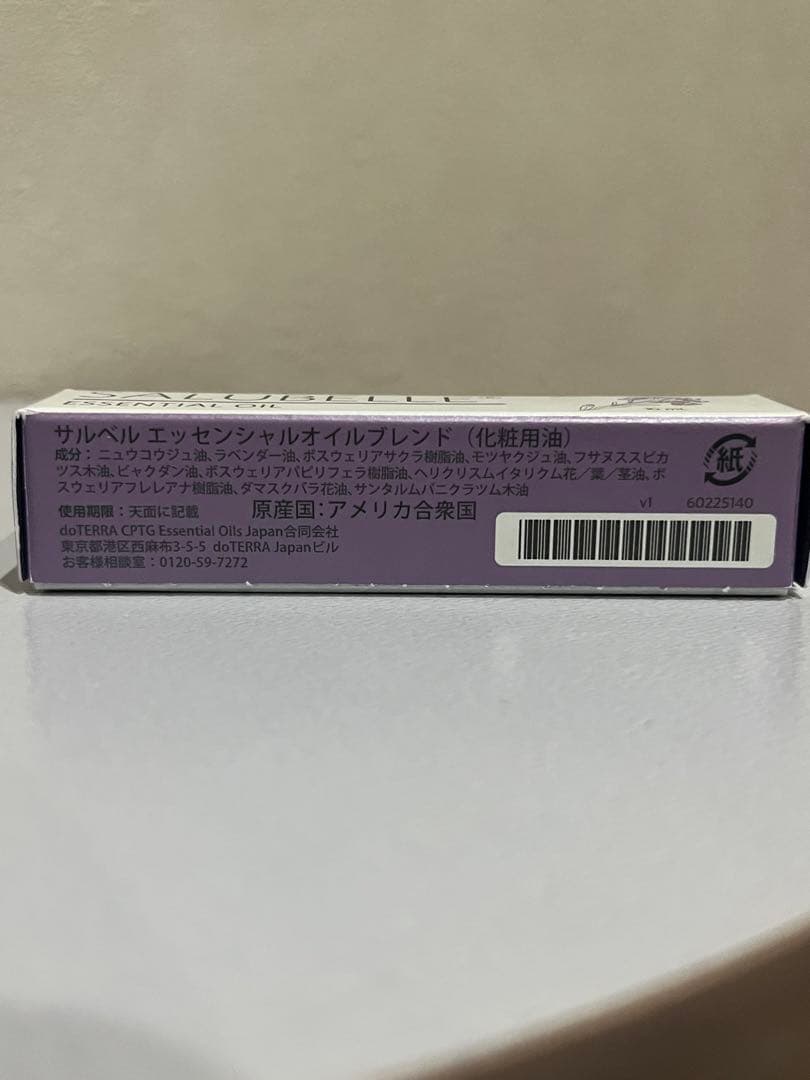 SALUBELLE®
ESSENTIAL OIL
10 mL
サルベル エッセンシャルオイルブレンド（化粧用油）
成分：ニュウコウジュ油、ラベンダー油、ボスウェリアサクラ樹脂油、モツヤクジュ油、フサヌススピカ
ツス木油、ビャクダン油、ボスウェリアパピリフェラ樹脂油、ヘリクリスムイタリクム花／葉／茎油、ボ
スウェリアフレレアナ樹脂油、ダマスクバラ花油、サンタルムパニクラツム木油
紙
使用期限：天面に記載
原産国：アメリカ合衆国
v1 60225140
doTERRA CPTG Essential Oils Japan合同会社
東京都港区西麻布3-5-5 doTERRA Japanビル
お客様相談室：0120-59-7272